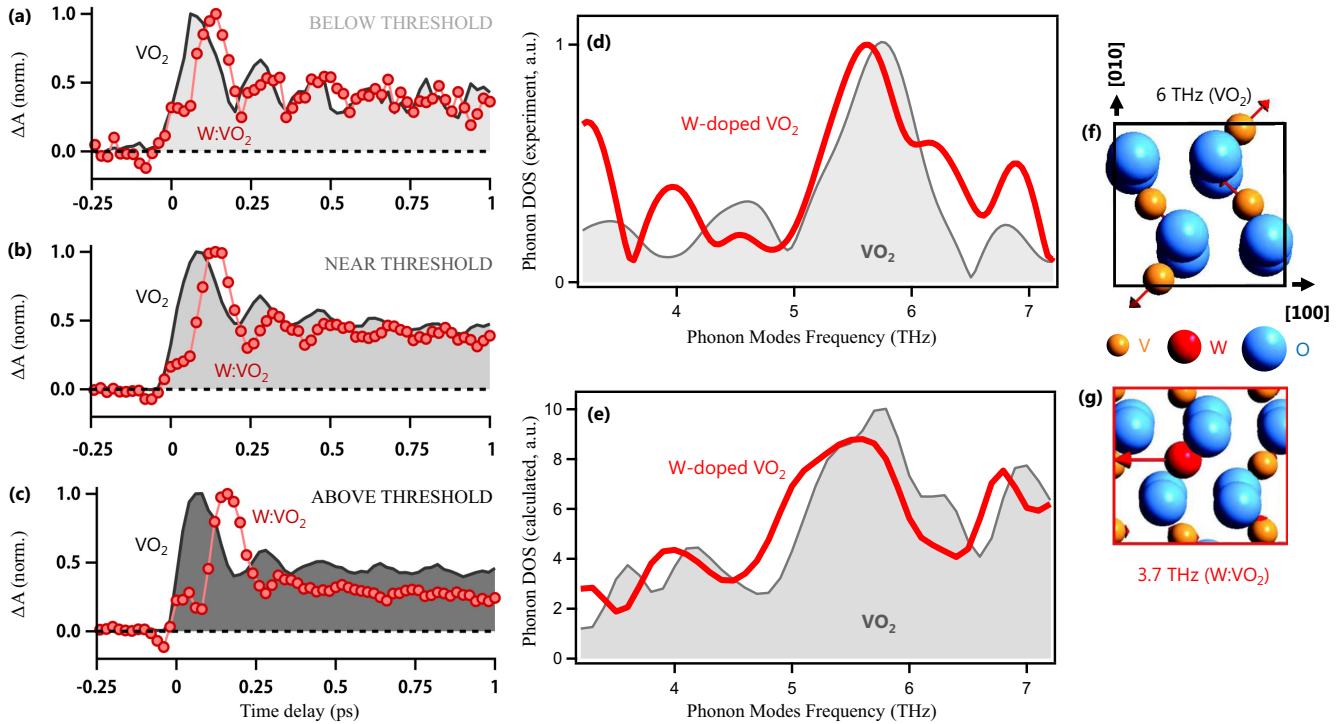 (a)
BELOW THRESHOLD
VO₂
W:VO₂
ΔA (norm.)
1.0
0.5
0.0
-0.25 0 0.25 0.5 0.75 1
(b)
NEAR THRESHOLD
VO₂
W:VO₂
ΔA (norm.)
1.0
0.5
0.0
-0.25 0 0.25 0.5 0.75 1
(c)
ABOVE THRESHOLD
VO₂
W:VO₂
ΔA (norm.)
1.0
0.5
0.0
-0.25 0 0.25 0.5 0.75 1
Time delay (ps)
(d)
W-doped VO₂
VO₂
Phonon DOS (experiment, a.u.)
1
0
4 5 6 7
Phonon Modes Frequency (THz)
(e)
W-doped VO₂
VO₂
Phonon DOS (calculated, a.u.)
10
8
6
4
2
0
4 5 6 7
Phonon Modes Frequency (THz)
[010]
6 THz (VO₂)
(f)
[100]
V W O
(g)
3.7 THz (W:VO₂)